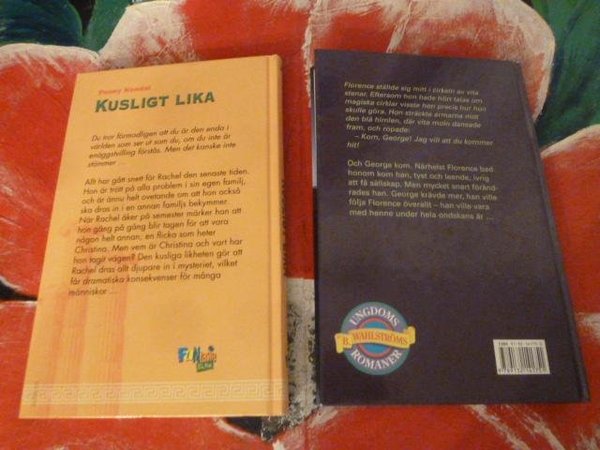 Penny Kendal
KUSLIGT LIKA
Du tror förmodligen att du är den enda i
världen som ser ut som du, om du inte är
enäggstvilling förstås. Men det kanske inte
stämmer ...
Allt har gått snett för Rachel den senaste tiden.
Hon är trött på alla problem i sin egen familj,
och är ännu helt ovetande om att hon också
ska dras in i en annan familjs bekymmer.
När Rachel åker på semester märker hon att
hon gång på gång blir tagen för att vara
någon helt annan, en flicka som heter
Christina. Men vem är Christina och vart har
hon tagit vägen? Den kusliga likheten gör att
Rachel dras allt djupare in i mysteriet, vilket
får dramatiska konsekvenser för många
människor ...
Florence ställde sig mitt i cirkeln av vita
stenar. Eftersom hon hade hört talas om
magiska cirklar visste hon precis hur hon
skulle göra. Hon sträckte armarna mot
den blå himlen, där vita moln dansade
fram, och ropade:
– Kom, George! Jag vill att du kommer
hit!
Och George kom. Närhelst Florence bad
honom kom han, tyst och leende, ivrig
att få sällskap. Men mycket snart föränd-
rades han. George krävde mer, han ville
följa Florence överallt – han ville vara
med henne under hela ondskans år ...
UNGDOMS
B. WAHLSTRÖMS
ROMANER
ISBN